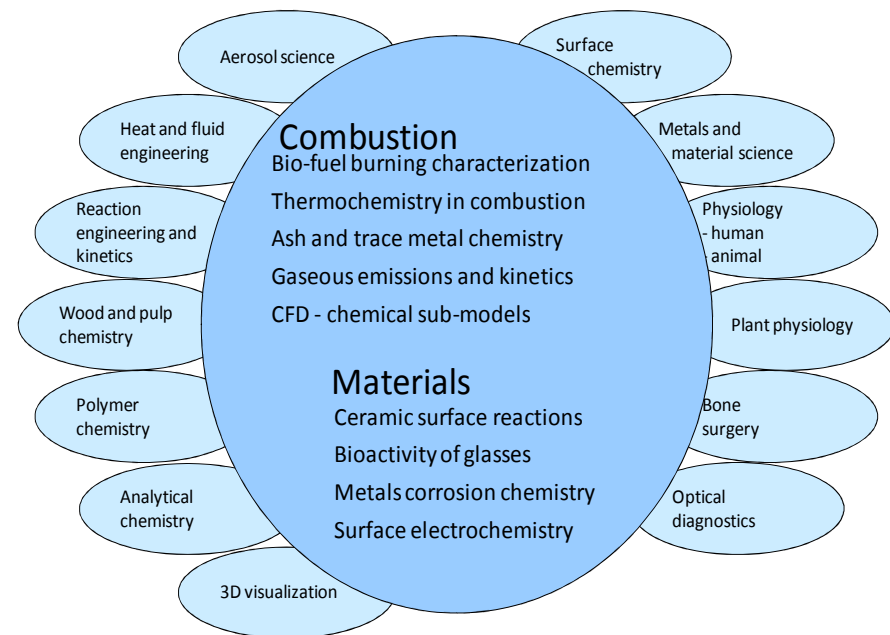 Aerosol science
Heat and fluid
engineering
Reaction
engineering and
kinetics
Wood and pulp
chemistry
Polymer
chemistry
Analytical
chemistry
3D visualization
Combustion
Bio-fuel burning characterization
Thermochemistry in combustion
Ash and trace metal chemistry
Gaseous emissions and kinetics
CFD - chemical sub-models
Materials
Ceramic surface reactions
Bioactivity of glasses
Metals corrosion chemistry
Surface electrochemistry
Surface
chemistry
Metals and
material science
Physiology
- human
- animal
Plant physiology
Bone
surgery
Optical
diagnostics